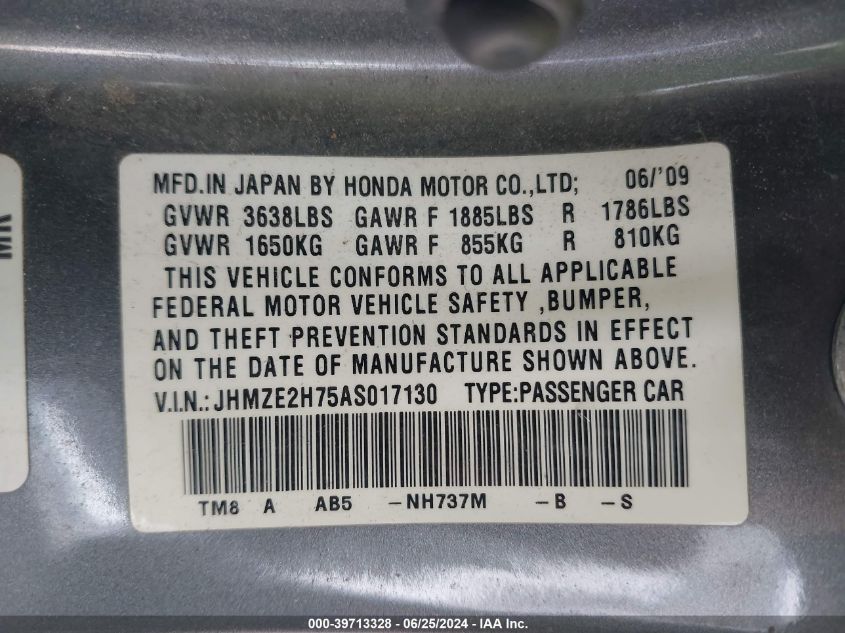 MFD.IN JAPAN BY HONDA MOTOR CO.,LTD; 06/'09
GVWR 3638LBS GAWR F 1885LBS R 1786LBS
GVWR 1650KG GAWR F 855KG R 810KG
THIS VEHICLE CONFORMS TO ALL APPLICABLE
FEDERAL MOTOR VEHICLE SAFETY ,BUMPER,
AND THEFT PREVENTION STANDARDS IN EFFECT
ON THE DATE OF MANUFACTURE SHOWN ABOVE.
V.I.N.: JHMZE2H75AS017130 TYPE:PASSENGER CAR
TM8 A AB5 -NH737M -B -S
000-39713328 - 06/25/2024 - IAA Inc.